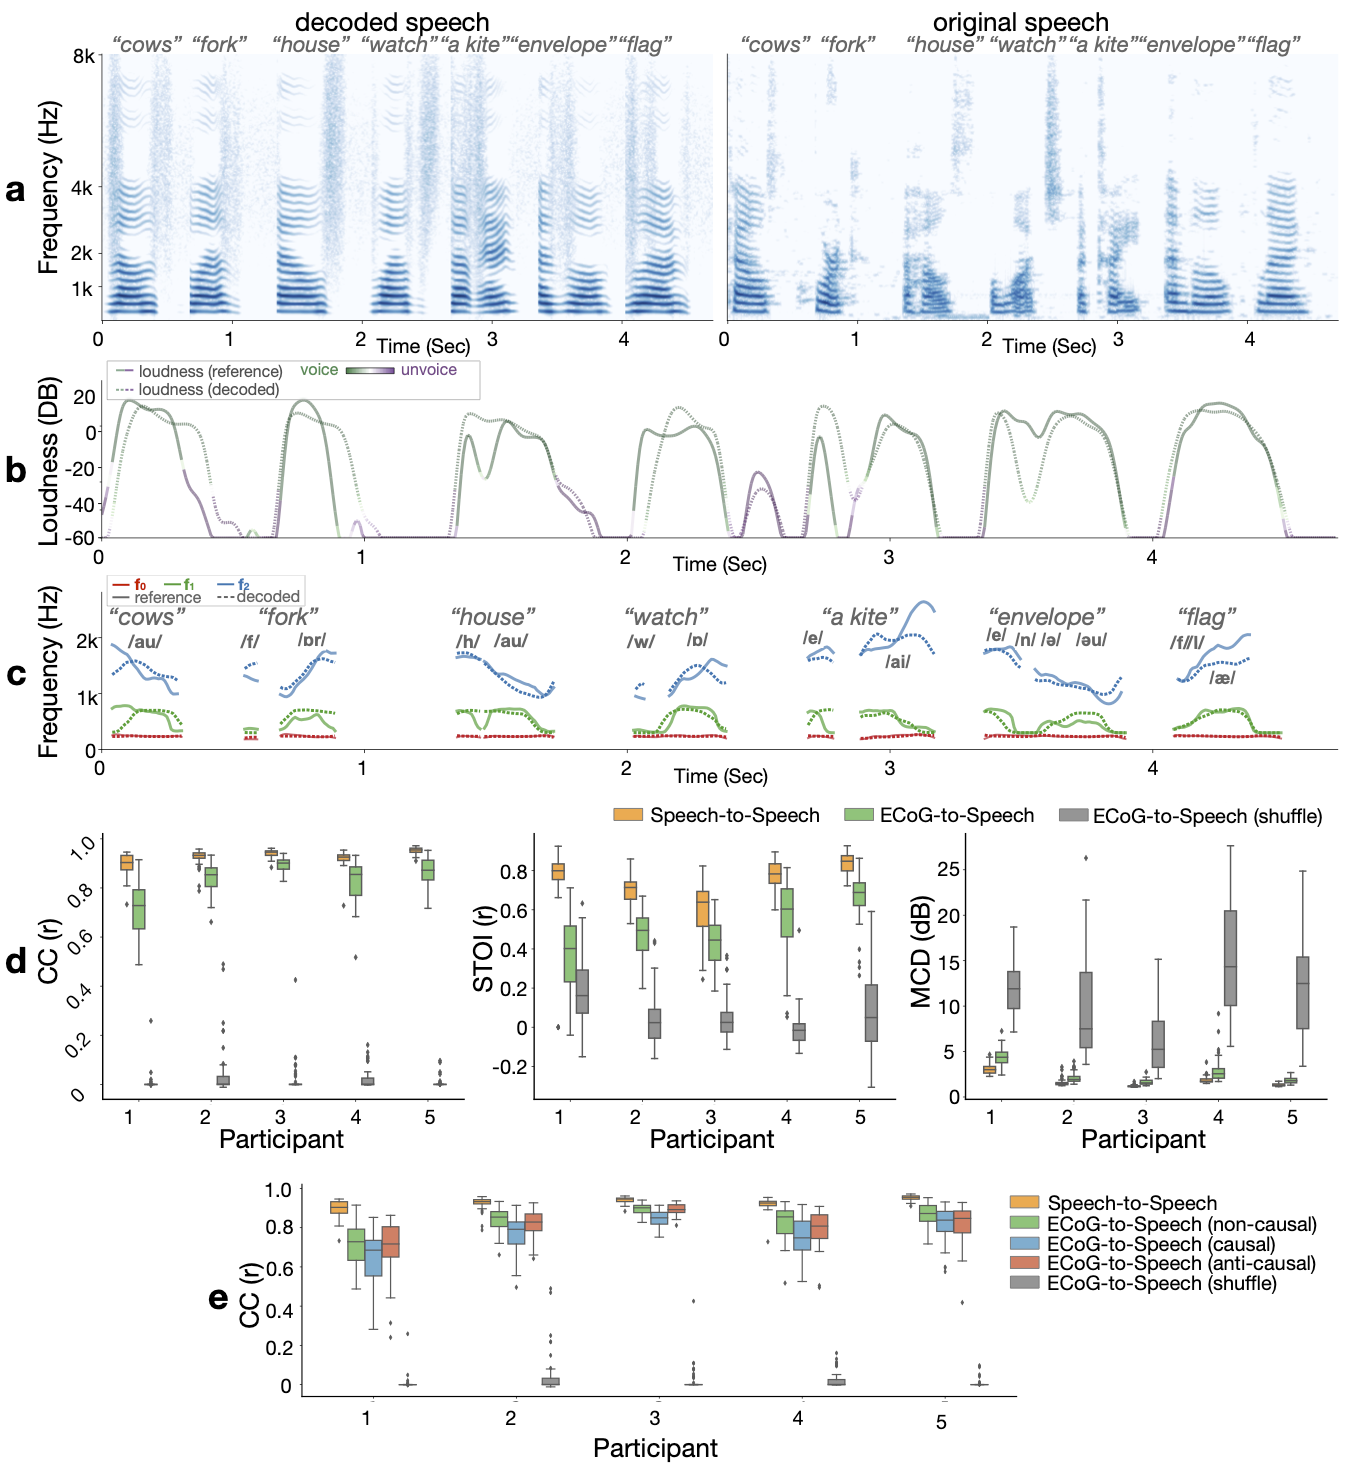 decoded speech
original speech
“cows” “fork” “house” “watch” “a kite” “envelope” “flag”
“cows” “fork” “house” “watch” “a kite” “envelope” “flag”
a
Frequency (Hz)
8k
4k
2k
1k
0 1 2 3 4
Time (Sec)
0 1 2 3 4
Time (Sec)
loudness (reference)
loudness (decoded)
voice unvoice
b
Loudness (DB)
20
0
-20
-40
-60
0 1 2 3 4
Time (Sec)
f0 f1 f2
reference decoded
c
Frequency (Hz)
2k
1k
0
“cows” “fork” “house” “watch” “a kite” “envelope” “flag”
/au/ /f/ /ɒr/ /h/ /au/ /w/ /ɒ/ /e/ /ai/ /e/ /n/ /ə/ /əu/ /f//l/ /æ/
0 1 2 3 4
Time (Sec)
Speech-to-Speech ECoG-to-Speech ECoG-to-Speech (shuffle)
d
CC (r)
1.0
0.8
0.6
0.4
0.2
0
1 2 3 4 5
Participant
STOI (r)
0.8
0.6
0.4
0.2
0
-0.2
1 2 3 4 5
Participant
MCD (dB)
25
20
15
10
5
0
1 2 3 4 5
Participant
e
CC (r)
1.0
0.8
0.6
0.4
0.2
0
1 2 3 4 5
Participant
Speech-to-Speech
ECoG-to-Speech (non-causal)
ECoG-to-Speech (causal)
ECoG-to-Speech (anti-causal)
ECoG-to-Speech (shuffle)